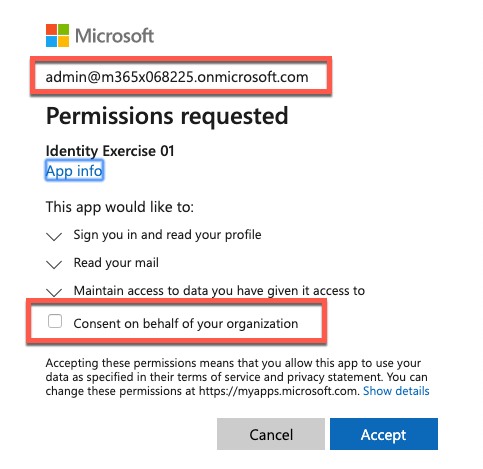 Microsoft
admin@m365x068225.onmicrosoft.com
Permissions requested
Identity Exercise 01
App info
This app would like to:
Sign you in and read your profile
Read your mail
Maintain access to data you have given it access to
Consent on behalf of your organization
Accepting these permissions means that you allow this app to use your
data as specified in their terms of service and privacy statement. You can
change these permissions at https://myapps.microsoft.com. Show details
Cancel
Accept